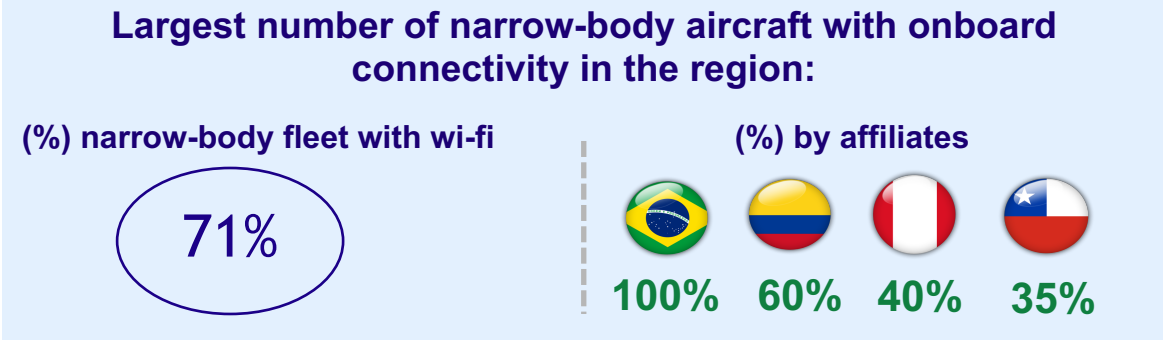 Largest number of narrow-body aircraft with onboard
connectivity in the region:
(%) narrow-body fleet with wi-fi
71%
(%) by affiliates
100% 60% 40% 35%